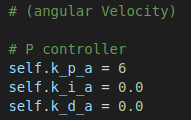 # (angular Velocity)
# P controller
self.k_p_a = 6
self.k_i_a = 0.0
self.k_d_a = 0.0